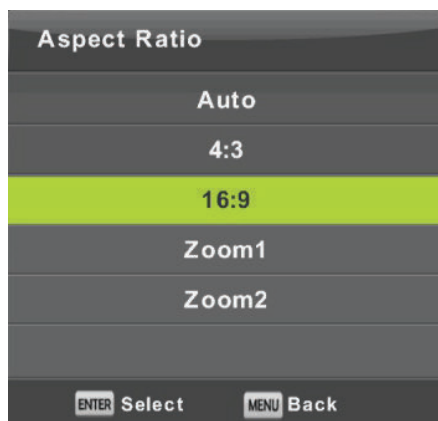 Aspect Ratio
Auto
4:3
16:9
Zoom1
Zoom2
ENTER Select MENU Back